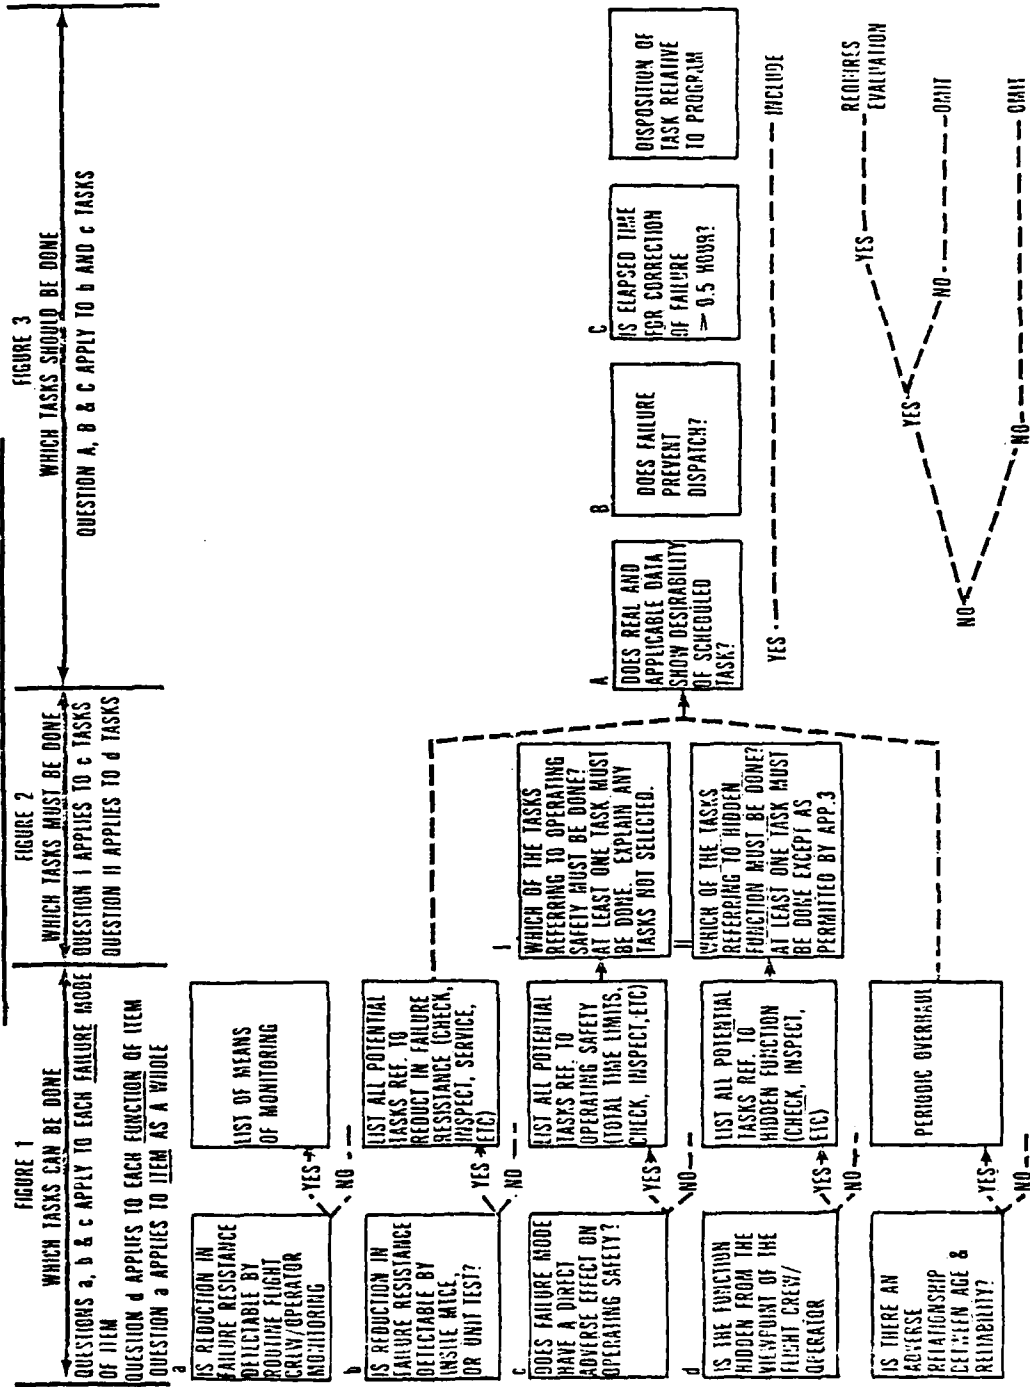 FIGURE 1
WHICH TASKS CAN BE DONE
QUESTIONS a, b & c APPLY TO EACH FAILURE MODE
OF ITEM
QUESTION d APPLIES TO EACH FUNCTION OF ITEM
QUESTION a APPLIES TO ITEM AS A WHOLE
FIGURE 2
WHICH TASKS MUST BE DONE
QUESTION I APPLIES TO c TASKS
QUESTION II APPLIES TO d TASKS
FIGURE 3
WHICH TASKS SHOULD BE DONE
QUESTION A, B & C APPLY TO b AND c TASKS
a
IS REDUCTION IN
FAILURE RESISTANCE
DETECTABLE BY
ROUTINE FLIGHT
CREW/OPERATOR
MONITORING
YES
NO
LIST OF MEANS
OF MONITORING
b
IS REDUCTION IN
FAILURE RESISTANCE
DETECTABLE BY
MTCE,
OR UNIT TEST?
YES
NO
LIST ALL POTENTIAL
TASKS REF. TO
REDUCT IN FAILURE
RESISTANCE (CHECK,
INSPECT, SERVICE,
ETC)
c
DOES FAILURE MODE
HAVE A DIRECT
ADVERSE EFFECT ON
OPERATING SAFETY?
YES
NO
LIST ALL POTENTIAL
TASKS REF. TO
OPERATING SAFETY
(TOTAL TIME LIMITS,
CHECK, INSPECT, ETC)
I
WHICH OF THE TASKS
REFERRING TO OPERATING
SAFETY MUST BE DONE?
AT LEAST ONE TASK MUST
BE DONE. EXPLAIN ANY
TASKS NOT SELECTED.
d
IS THE FUNCTION
HIDDEN FROM THE
VIEWPOINT OF THE
FLIGHT CREW/
OPERATOR
YES
NO
LIST ALL POTENTIAL
TASKS REF. TO
HIDDEN FUNCTION
(CHECK, INSPECT,
ETC)
II
WHICH OF THE TASKS
REFERRING TO HIDDEN
FUNCTION MUST BE DONE?
AT LEAST ONE TASK MUST
BE DONE EXCEPT AS
PERMITTED BY APP.3
IS THERE AN
ADVERSE
RELATIONSHIP
BETWEEN AGE &
RELIABILITY?
YES
NO
PERIODIC OVERHAUL
A
DOES REAL AND
APPLICABLE DATA
SHOW DESIRABILITY
OF SCHEDULED
TASK?
B
DOES FAILURE
PREVENT
DISPATCH?
C
IS ELAPSED TIME
FOR CORRECTION
OF FAILURE
> 0.5 HOUR?
DISPOSITION OF
TASK RELATIVE
TO PROGRAM
YES
INCLUDE
NO
YES
YES
REQUIRES
EVALUATION
NO
OMIT
NO
OMIT